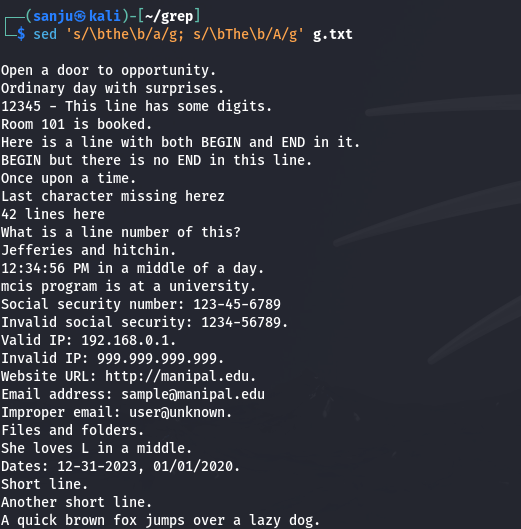 ┌──(sanju㉿kali)-[~/grep]
└─$ sed 's/\bthe\b/a/g; s/\bThe\b/A/g' g.txt
Open a door to opportunity.
Ordinary day with surprises.
12345 - This line has some digits.
Room 101 is booked.
Here is a line with both BEGIN and END in it.
BEGIN but there is no END in this line.
Once upon a time.
Last character missing herez
42 lines here
What is a line number of this?
Jefferies and hitchin.
12:34:56 PM in a middle of a day.
mcis program is at a university.
Social security number: 123-45-6789
Invalid social security: 1234-56789.
Valid IP: 192.168.0.1.
Invalid IP: 999.999.999.999.
Website URL: http://manipal.edu.
Email address: sample@manipal.edu
Improper email: user@unknown.
Files and folders.
She loves L in a middle.
Dates: 12-31-2023, 01/01/2020.
Short line.
Another short line.
A quick brown fox jumps over a lazy dog.